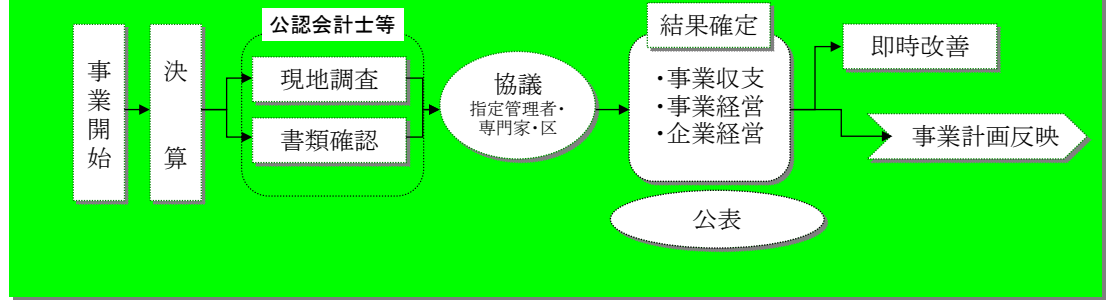 事業開始
決算
公認会計士等
現地調査
書類確認
協議
指定管理者・
専門家・区
結果確定
・事業収支
・事業経営
・企業経営
公表
即時改善
事業計画反映